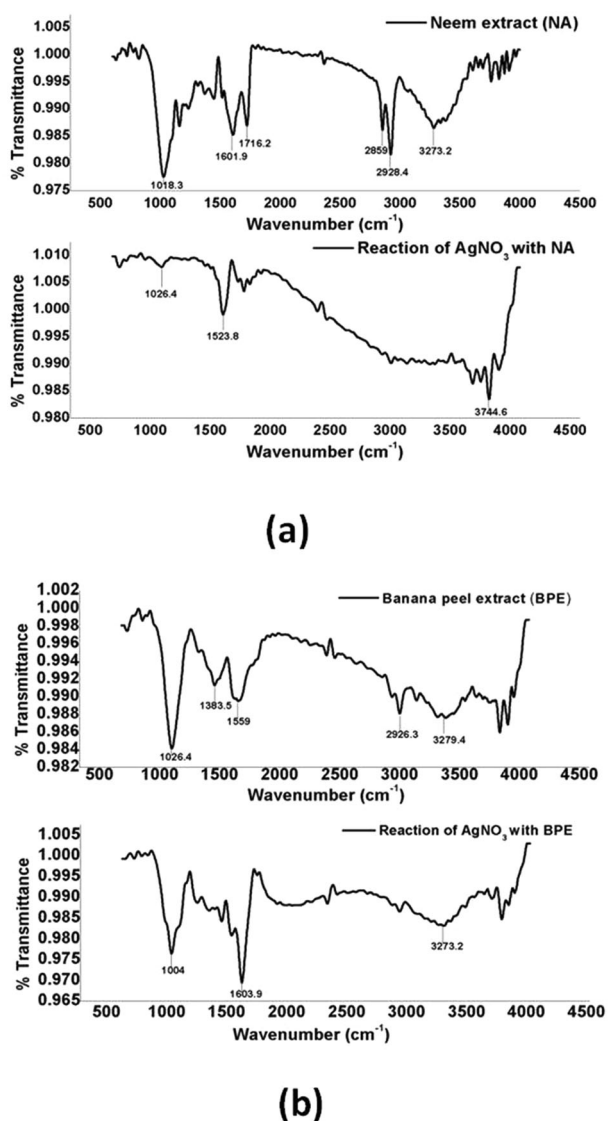 Neem extract (NA)
1.005
1.000
0.995
0.990
0.985
0.980
0.975
% Transmittance
1018.3
1601.9
1716.2
2859
2928.4
3273.2
500 1000 1500 2000 2500 3000 3500 4000 4500
Wavenumber (cm⁻¹)
Reaction of AgNO₃ with NA
1.010
1.005
1.000
0.995
0.990
0.985
0.980
% Transmittance
1026.4
1523.8
3744.6
500 1000 1500 2000 2500 3000 3500 4000 4500
Wavenumber (cm⁻¹)
(a)
Banana peel extract (BPE)
1.002
1.000
0.998
0.996
0.994
0.992
0.990
0.988
0.986
0.984
0.982
% Transmittance
1026.4
1383.5
1559
2926.3
3279.4
500 1000 1500 2000 2500 3000 3500 4000 4500
Wavenumber (cm⁻¹)
Reaction of AgNO₃ with BPE
1.005
1.000
0.995
0.990
0.985
0.980
0.975
0.970
0.965
% Transmittance
1004
1603.9
3273.2
500 1000 1500 2000 2500 3000 3500 4000 4500
Wavenumber (cm⁻¹)
(b)